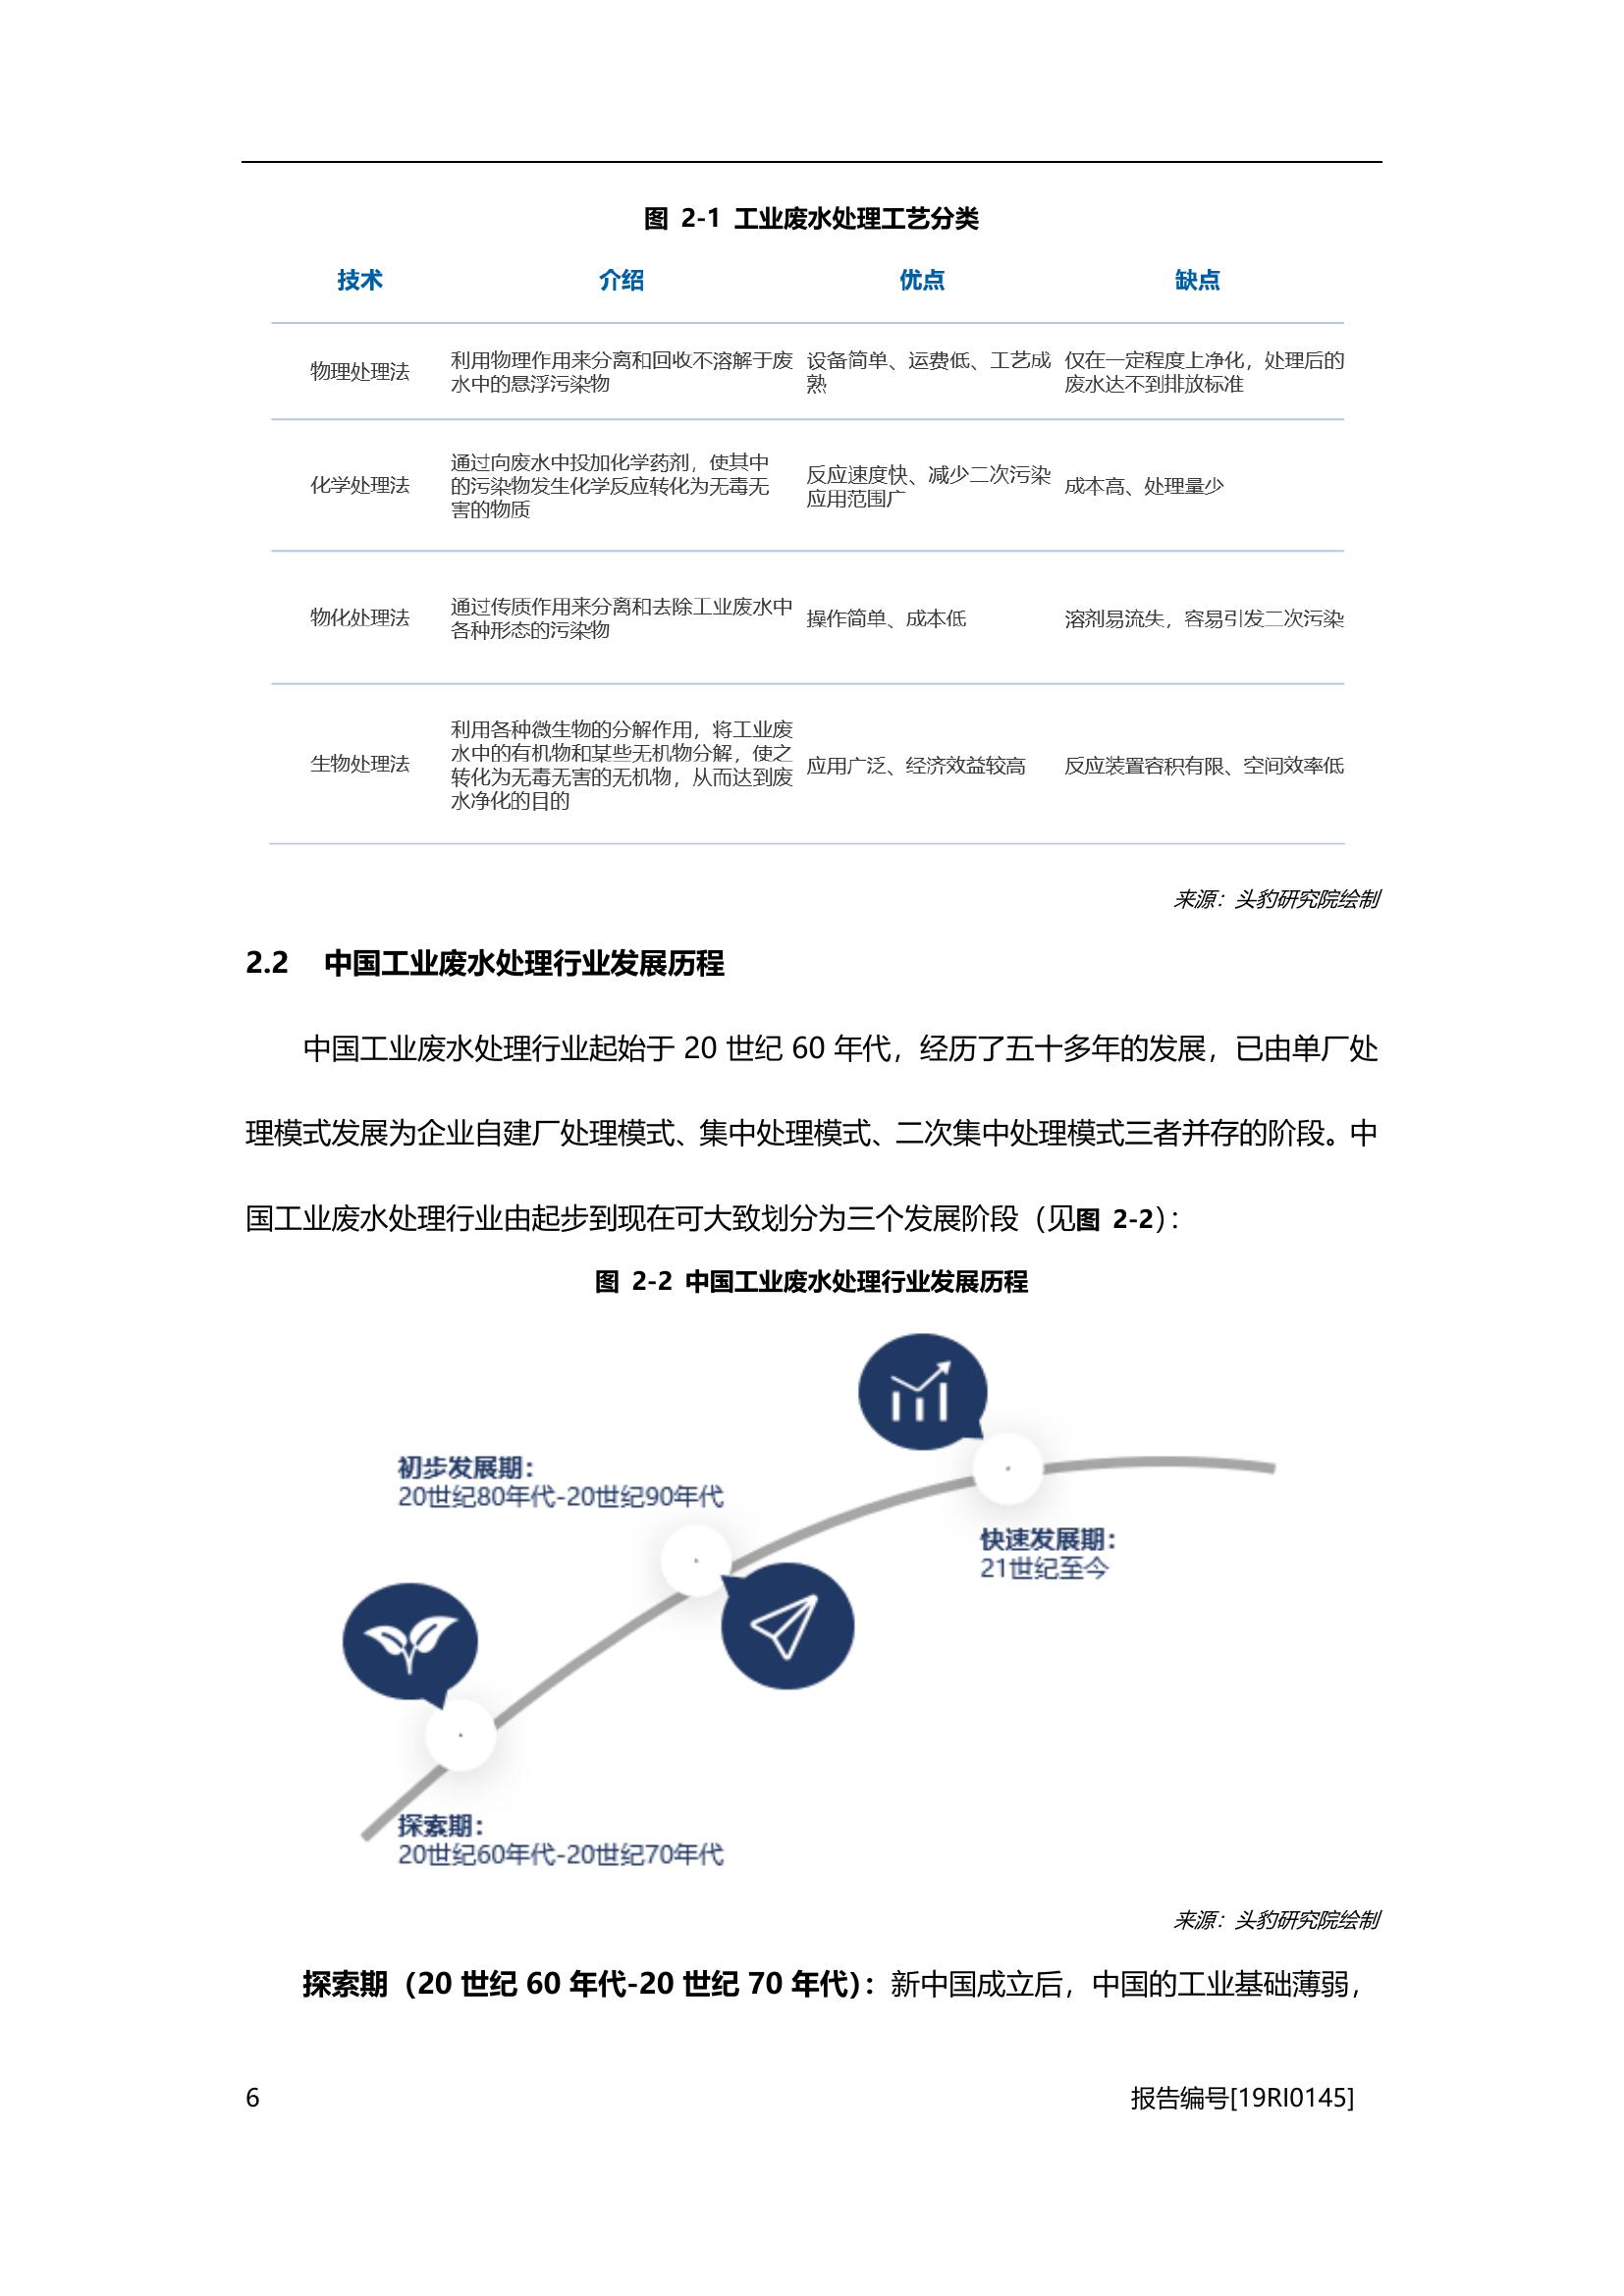 图 2-1 工业废水处理工艺分类
技术 介绍 优点 缺点
物理处理法
利用物理作用来分离和回收不溶解于废
水中的悬浮污染物
设备简单、运费低、工艺成
熟
仅在一定程度上净化，处理后的
废水达不到排放标准
化学处理法
通过向废水中投加化学药剂，使其中
的污染物发生化学反应转化为无毒无
害的物质
反应速度快、减少二次污染
应用范围广
成本高、处理量少
物化处理法
通过传质作用来分离和去除工业废水中
各种形态的污染物
操作简单、成本低
溶剂易流失，容易引发二次污染
生物处理法
利用各种微生物的分解作用，将工业废
水中的有机物和某些无机物分解，使之
转化为无毒无害的无机物，从而达到废
水净化的目的
应用广泛、经济效益较高
反应装置容积有限、空间效率低
来源：头豹研究院绘制
2.2 中国工业废水处理行业发展历程
中国工业废水处理行业起始于 20 世纪 60 年代，经历了五十多年的发展，已由单厂处
理模式发展为企业自建厂处理模式、集中处理模式、二次集中处理模式三者并存的阶段。中
国工业废水处理行业由起步到现在可大致划分为三个发展阶段（见图 2-2）：
图 2-2 中国工业废水处理行业发展历程
初步发展期：
20世纪80年代-20世纪90年代
快速发展期：
21世纪至今
探索期：
20世纪60年代-20世纪70年代
来源：头豹研究院绘制
探索期（20 世纪 60 年代-20 世纪 70 年代）：新中国成立后，中国的工业基础薄弱，
6 报告编号[19RI0145]